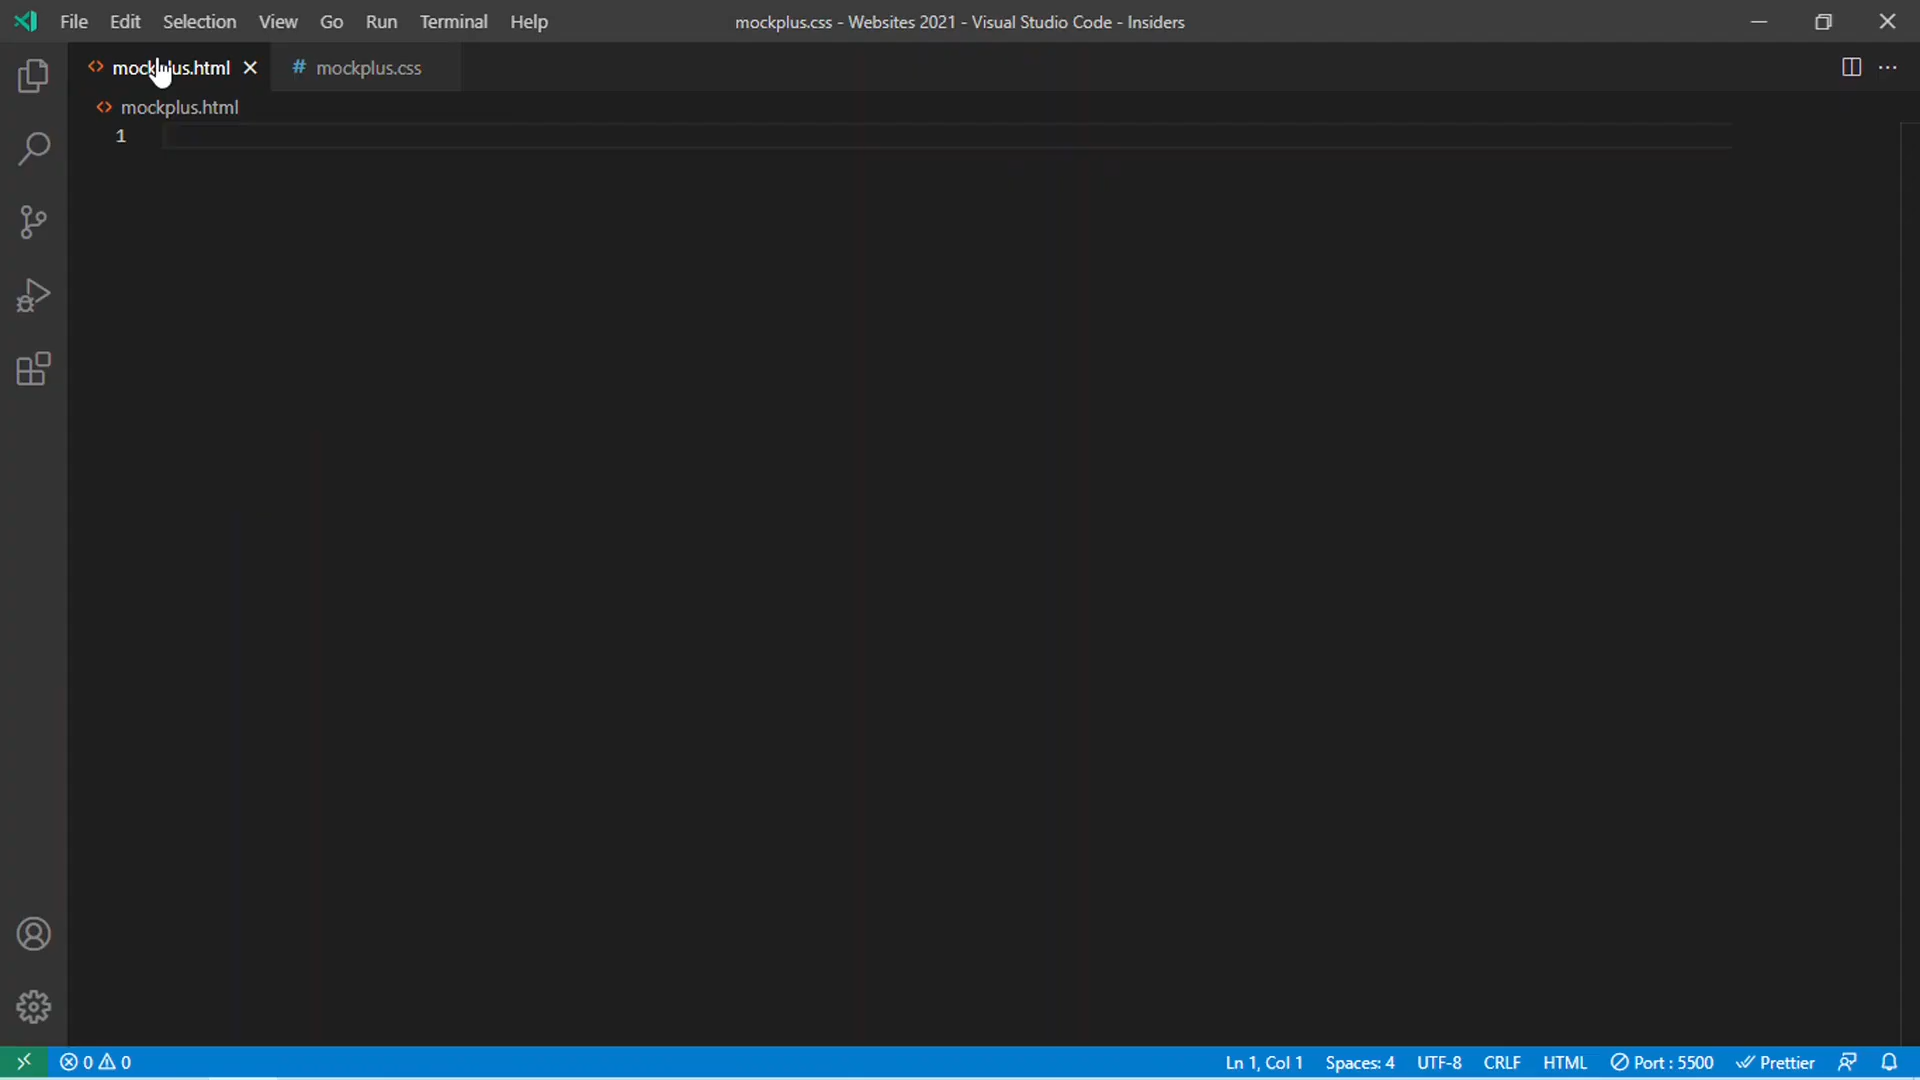 File Edit Selection View Go Run Terminal Help mockplus.css - Websites 2021 - Visual Studio Code - Insiders
mockplus.html # mockplus.css
mockplus.html
1
0 0 Ln 1, Col 1 Spaces: 4 UTF-8 CRLF HTML Port : 5500 Prettier